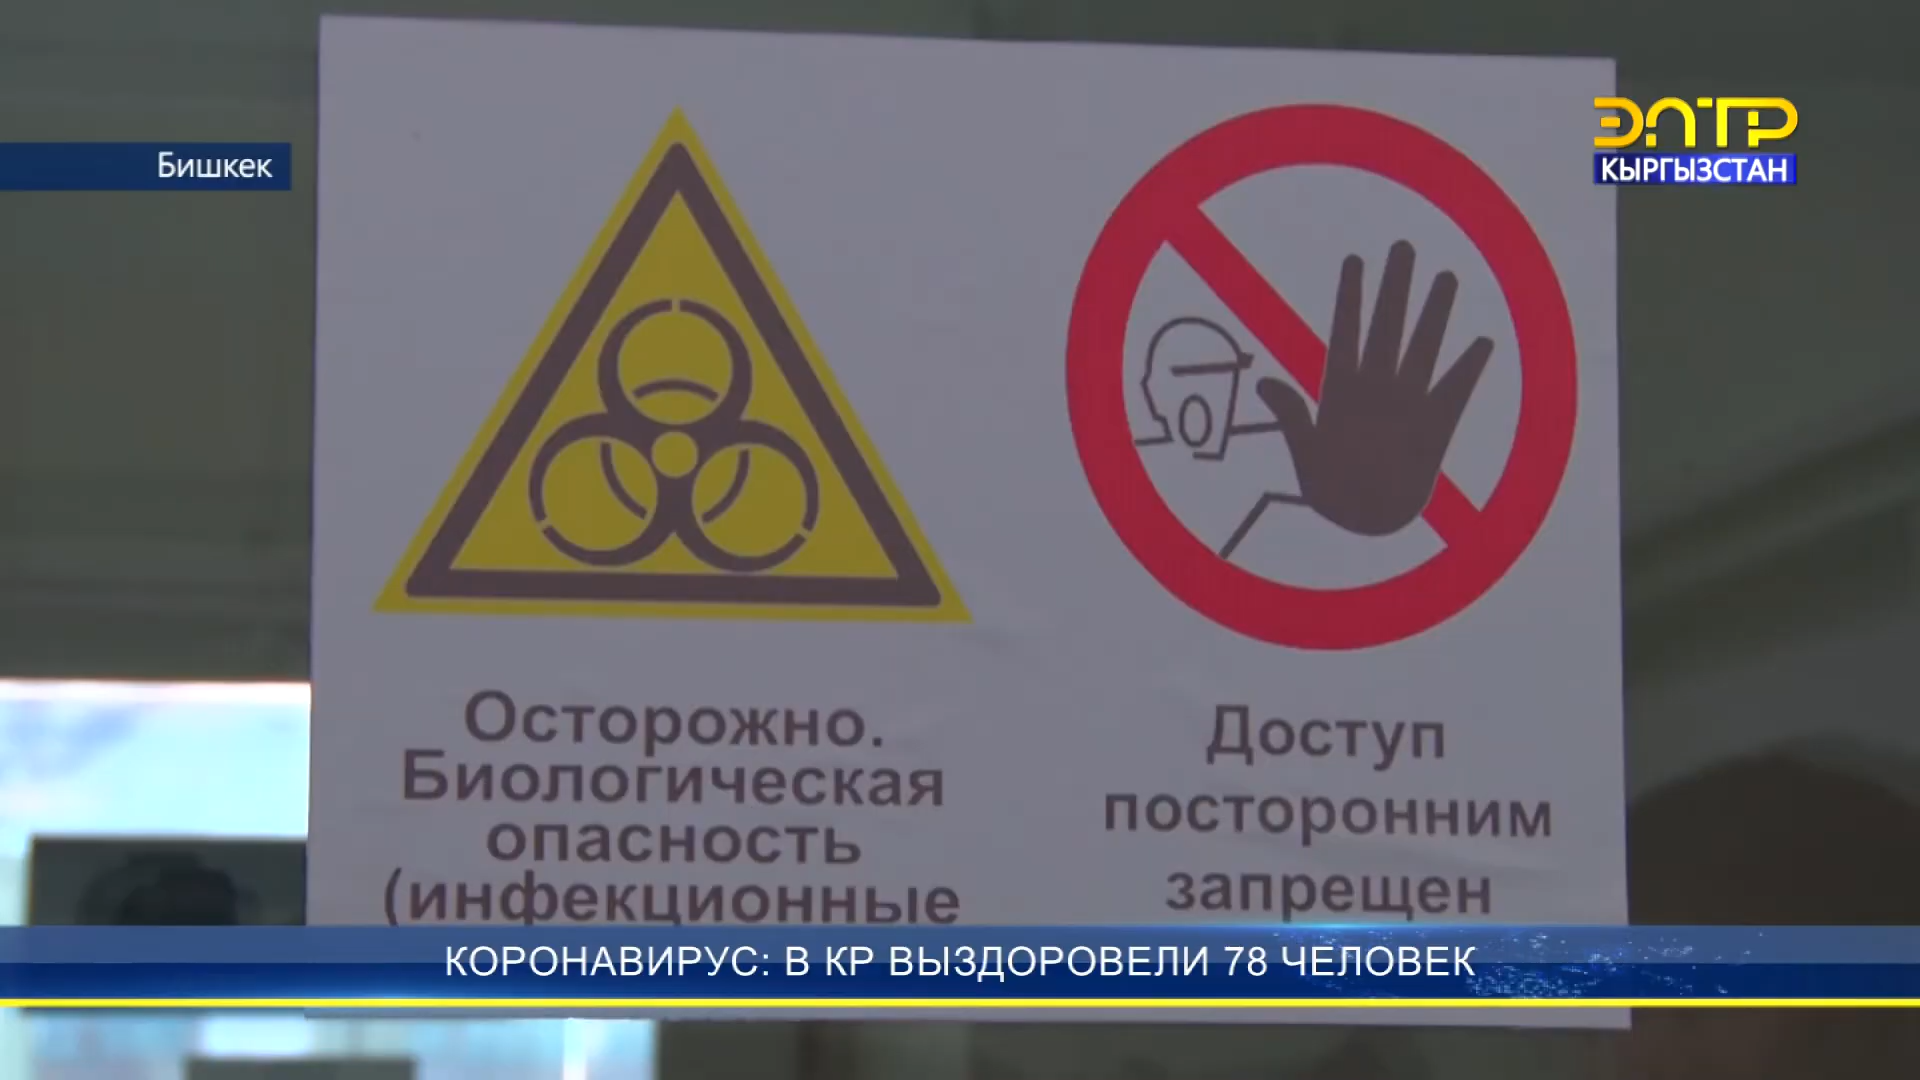 Бишкек
ЭЛТР
КЫРГЫЗСТАН
Осторожно.
Биологическая
опасность
(инфекционные
Доступ
посторонним
запрещен
КОРОНАВИРУС: В КР ВЫЗДОРОВЕЛИ 78 ЧЕЛОВЕК